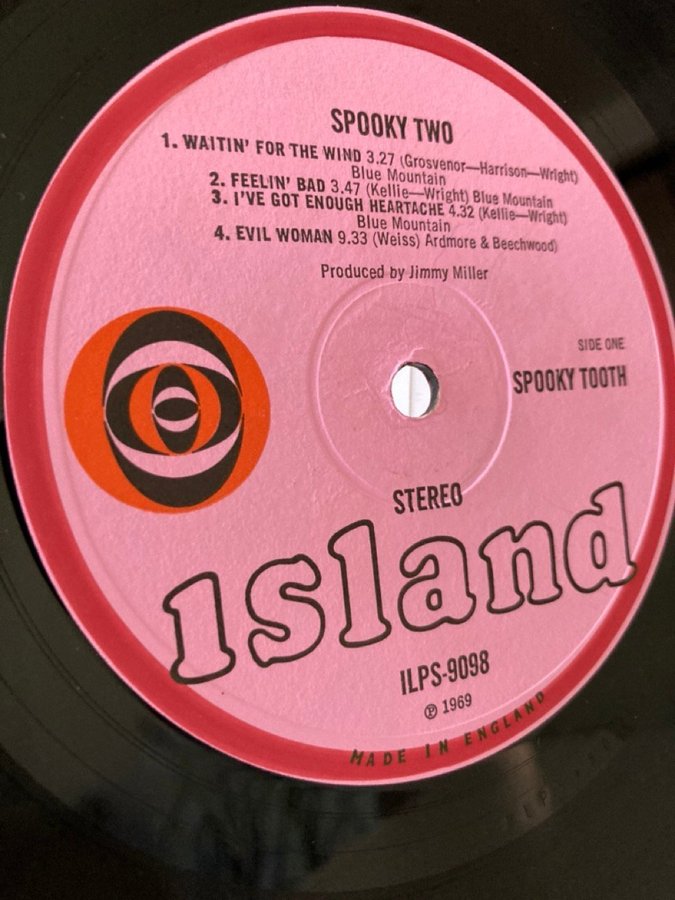 SPOOKY TWO
1. WAITIN' FOR THE WIND 3.27 (Grosvenor—Harrison—Wright)
Blue Mountain
2. FEELIN' BAD 3.47 (Kellie—Wright) Blue Mountain
3. I'VE GOT ENOUGH HEARTACHE 4.32 (Kellie—Wright)
Blue Mountain
4. EVIL WOMAN 9.33 (Weiss) Ardmore & Beechwood)
Produced by Jimmy Miller
SIDE ONE
SPOOKY TOOTH
STEREO
ısland
ILPS-9098
℗ 1969
MADE IN ENGLAND